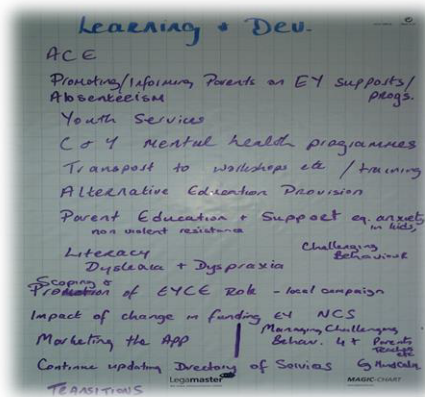 Learning + Dev.
ACE
Promoting/Informing Parents on EY supports/
Absenteeism progs.
Youth Services
C + Y Mental health programmes
Transport to workshops etc / training
Alternative Education Provision
Parent Education + Support eg. anxiety
non violent resistance in kids,
Literacy Challenging
Dyslexia + Dyspraxia Behaviour
Scoping +
Promotion of EYCE Role - local campaign
Impact of change in funding EY NCS
Managing Challenging
Marketing the App Behav. 4+ Parents
Teachers
etc
Continue updating Directory of Services
TRANSITIONS
Legamaster MAGIC-CHART